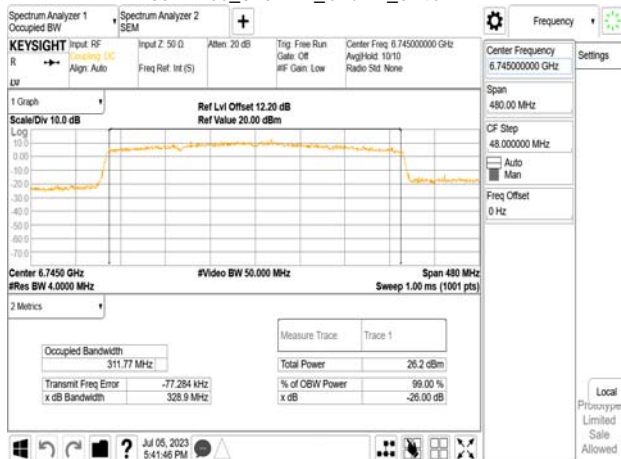 Spectrum Analyzer 1
Occupied BW
Spectrum Analyzer 2
SEM
+
Frequency
KEYSIGHT
R
Input: RF
Coupling: DC
Align: Auto
Input Z: 50 Ω
Freq Ref: Int (S)
Atten: 20 dB
Trig: Free Run
Gate: Off
#IF Gain: Low
Center Freq: 6.745000000 GHz
Avg|Hold: 10/10
Radio Std: None
Center Frequency
6.745000000 GHz
Settings
Span
480.00 MHz
CF Step
48.000000 MHz
Auto
Man
Freq Offset
0 Hz
1 Graph
Scale/Div 10.0 dB
Ref Lvl Offset 12.20 dB
Ref Value 20.00 dBm
Log
10.0
0.00
-10.0
-20.0
-30.0
-40.0
-50.0
-60.0
-70.0
Center 6.7450 GHz
#Video BW 50.000 MHz
Span 480 MHz
#Res BW 4.0000 MHz
Sweep 1.00 ms (1001 pts)
2 Metrics
Measure Trace
Trace 1
Occupied Bandwidth
311.77 MHz
Total Power
26.2 dBm
Transmit Freq Error
-77.284 kHz
% of OBW Power
99.00 %
x dB Bandwidth
328.9 MHz
x dB
-26.00 dB
Local
Prototype
Limited
Sale
Allowed
?
Jul 05, 2023
5:41:46 PM